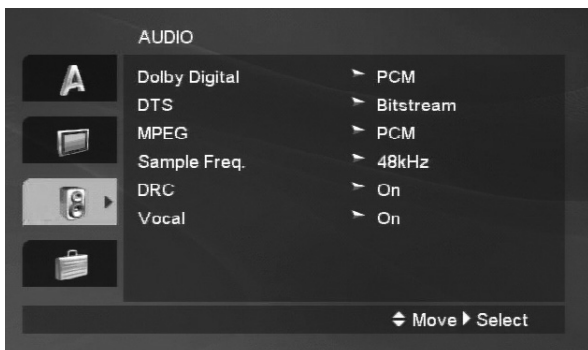 AUDIO
A
Dolby Digital ► PCM
DTS ► Bitstream
MPEG ► PCM
Sample Freq. ► 48kHz
DRC ► On
Vocal ► On
Move Select